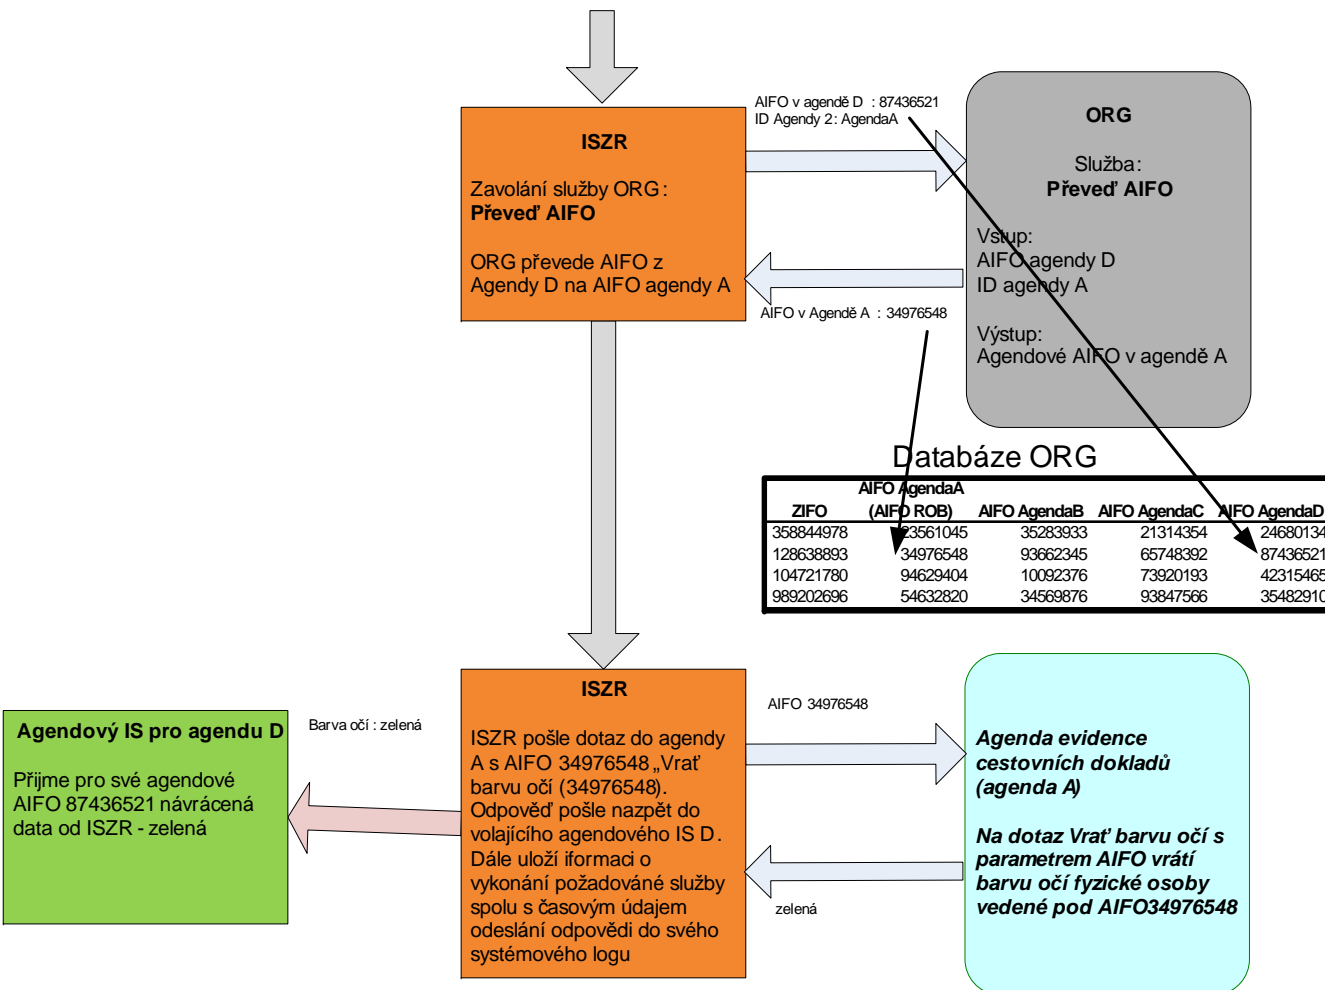 AIFO v agendě D : 87436521
ID Agendy 2: AgendaA
ISZR
Zavolání služby ORG:
Převeď AIFO
ORG převede AIFO z
Agendy D na AIFO agendy A
ORG
Služba:
Převeď AIFO
Vstup:
AIFO agendy D
ID agendy A
Výstup:
Agendové AIFO v agendě A
AIFO v Agendě A : 34976548
Databáze ORG
AIFO AgendaA
ZIFO (AIFO ROB) AIFO AgendaB AIFO AgendaC AIFO AgendaD
358844978 23561045 35283933 21314354 24680134
128638893 34976548 93662345 65748392 87436521
104721780 94629404 10092376 73920193 42315465
989202696 54632820 34569876 93847566 35482910
ISZR
ISZR pošle dotaz do agendy
A s AIFO 34976548 „Vrať
barvu očí (34976548).
Odpověď pošle nazpět do
volajícího agendového IS D.
Dále uloží iformaci o
vykonání požadováné služby
spolu s časovým údajem
odeslání odpovědi do svého
systémového logu
AIFO 34976548
zelená
Agenda evidence
cestovních dokladů
(agenda A)
Na dotaz Vrať barvu očí s
parametrem AIFO vrátí
barvu očí fyzické osoby
vedené pod AIFO34976548
Barva očí : zelená
Agendový IS pro agendu D
Přijme pro své agendové
AIFO 87436521 návrácená
data od ISZR - zelená